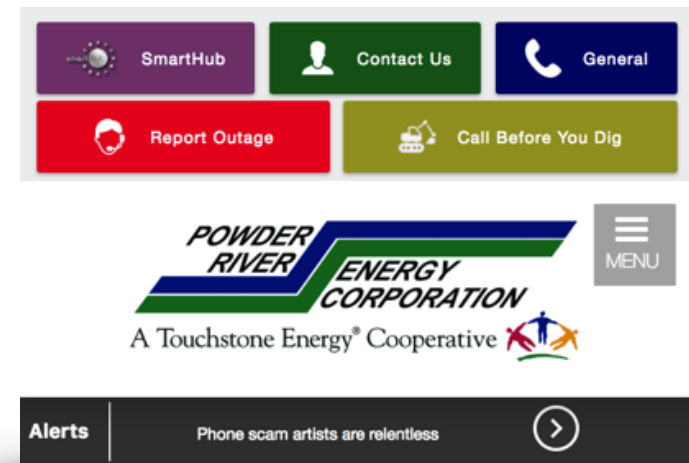 SmartHub
Contact Us
General
Report Outage
Call Before You Dig
POWDER
RIVER
ENERGY
CORPORATION
MENU
A Touchstone Energy® Cooperative
Alerts
Phone scam artists are relentless